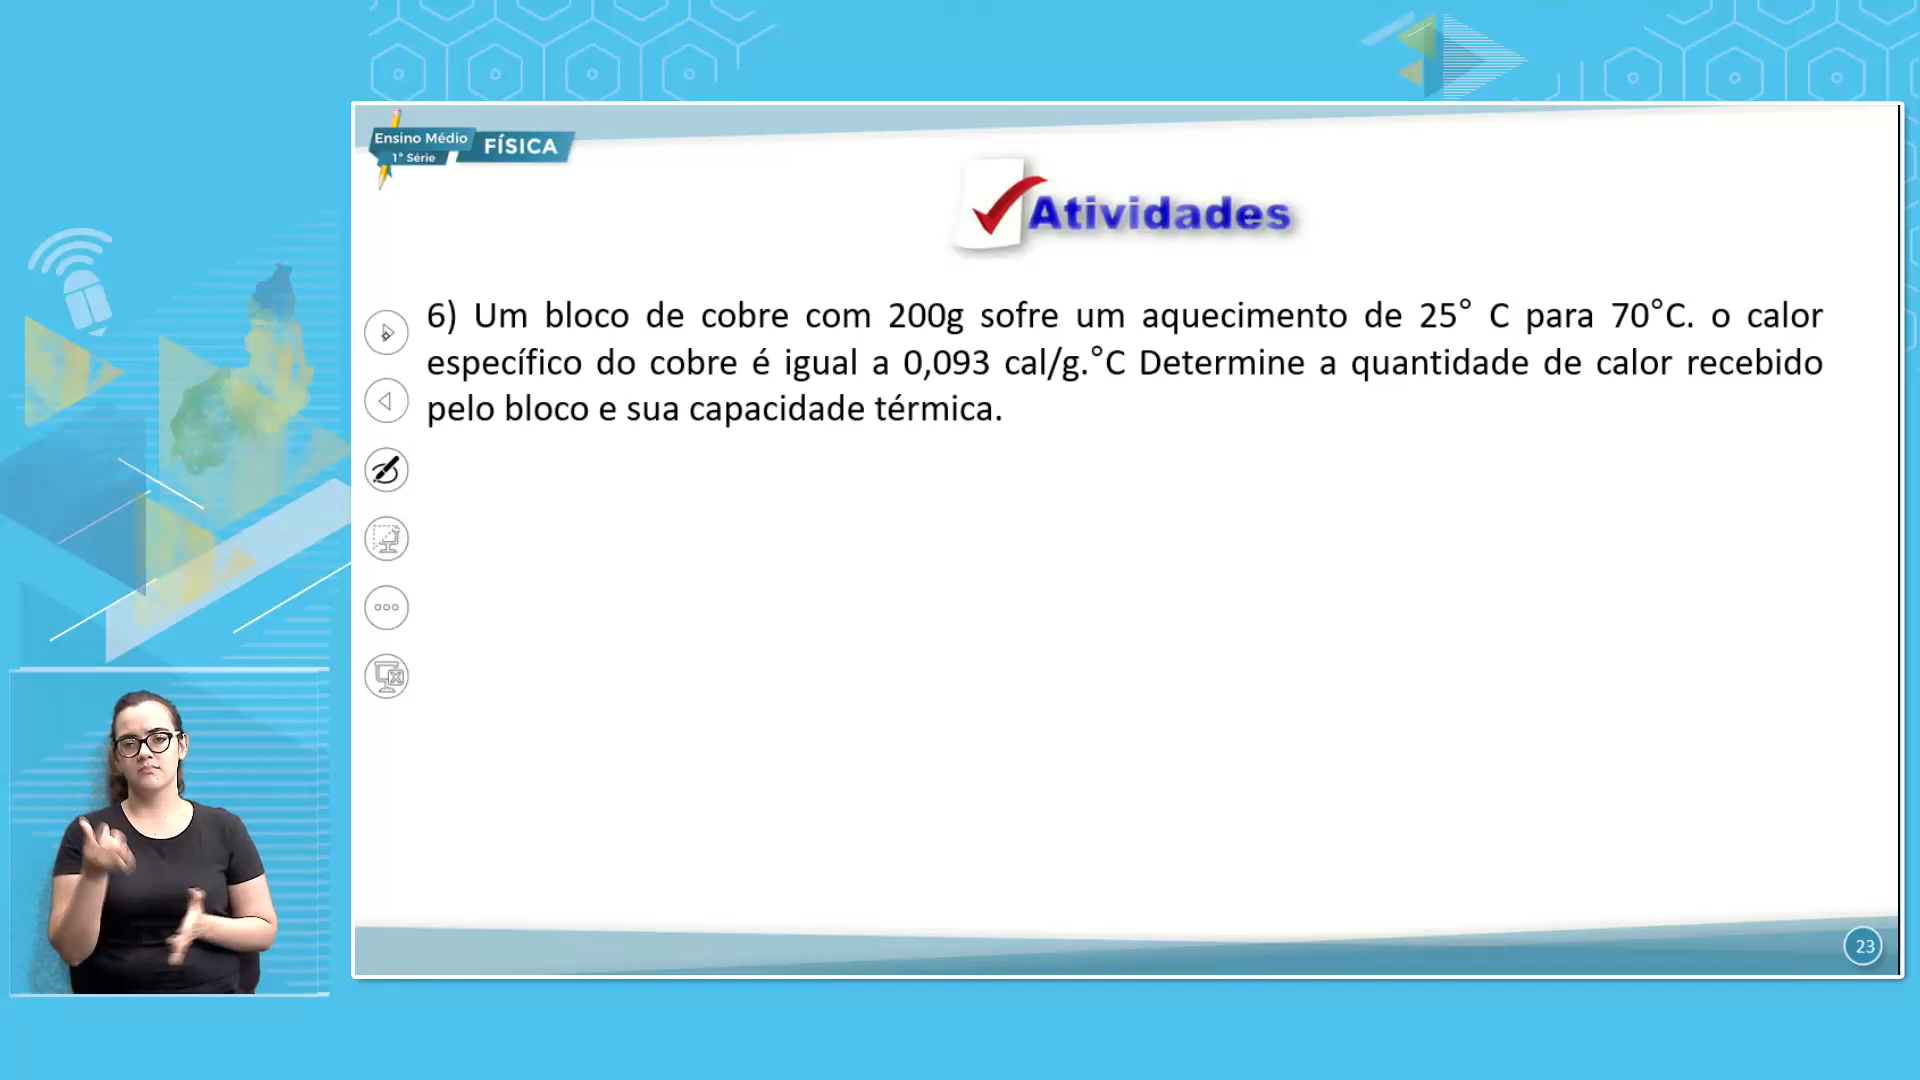 Ensino Médio
1ª Série
FÍSICA
Atividades
6) Um bloco de cobre com 200g sofre um aquecimento de 25° C para 70°C. o calor
específico do cobre é igual a 0,093 cal/g.°C Determine a quantidade de calor recebido
pelo bloco e sua capacidade térmica.
23